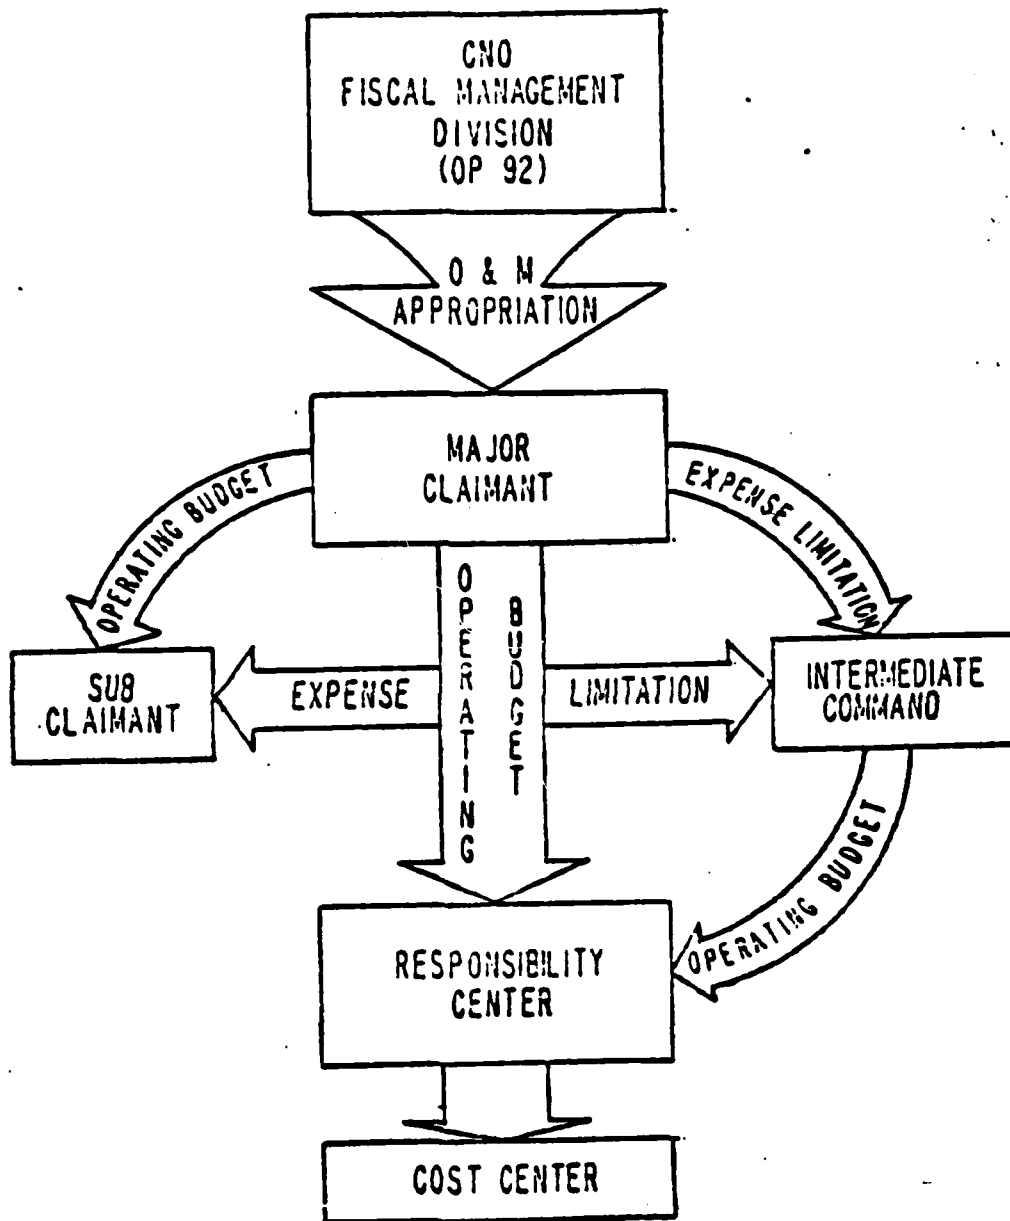 CNO
FISCAL MANAGEMENT
DIVISION
(OP 92)
O & M
APPROPRIATION
MAJOR
CLAIMANT
OPERATING BUDGET
EXPENSE LIMITATION
OPERATING
BUDGET
SUB
CLAIMANT
EXPENSE
LIMITATION
INTERMEDIATE
COMMAND
OPERATING BUDGET
RESPONSIBILITY
CENTER
COST CENTER